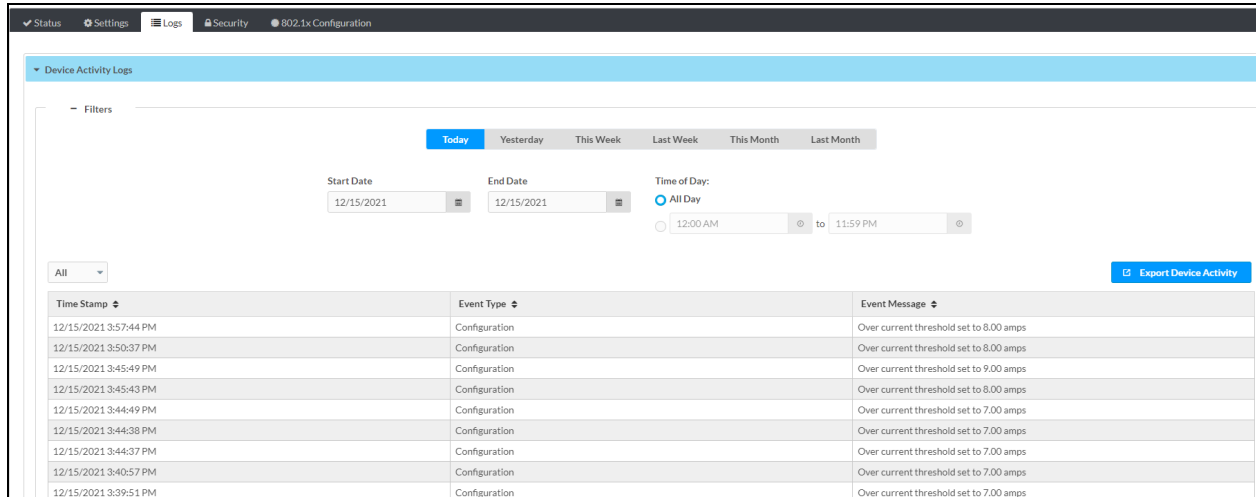 Status Settings Logs Security 802.1x Configuration
Device Activity Logs
Filters
Today Yesterday This Week Last Week This Month Last Month
Start Date End Date Time of Day:
12/15/2021 12/15/2021 All Day
12:00 AM to 11:59 PM
All Export Device Activity
Time Stamp Event Type Event Message
12/15/2021 3:57:44 PM Configuration Over current threshold set to 8.00 amps
12/15/2021 3:50:37 PM Configuration Over current threshold set to 8.00 amps
12/15/2021 3:45:49 PM Configuration Over current threshold set to 9.00 amps
12/15/2021 3:45:43 PM Configuration Over current threshold set to 8.00 amps
12/15/2021 3:44:49 PM Configuration Over current threshold set to 7.00 amps
12/15/2021 3:44:38 PM Configuration Over current threshold set to 7.00 amps
12/15/2021 3:44:37 PM Configuration Over current threshold set to 7.00 amps
12/15/2021 3:40:57 PM Configuration Over current threshold set to 7.00 amps
12/15/2021 3:39:51 PM Configuration Over current threshold set to 7.00 amps